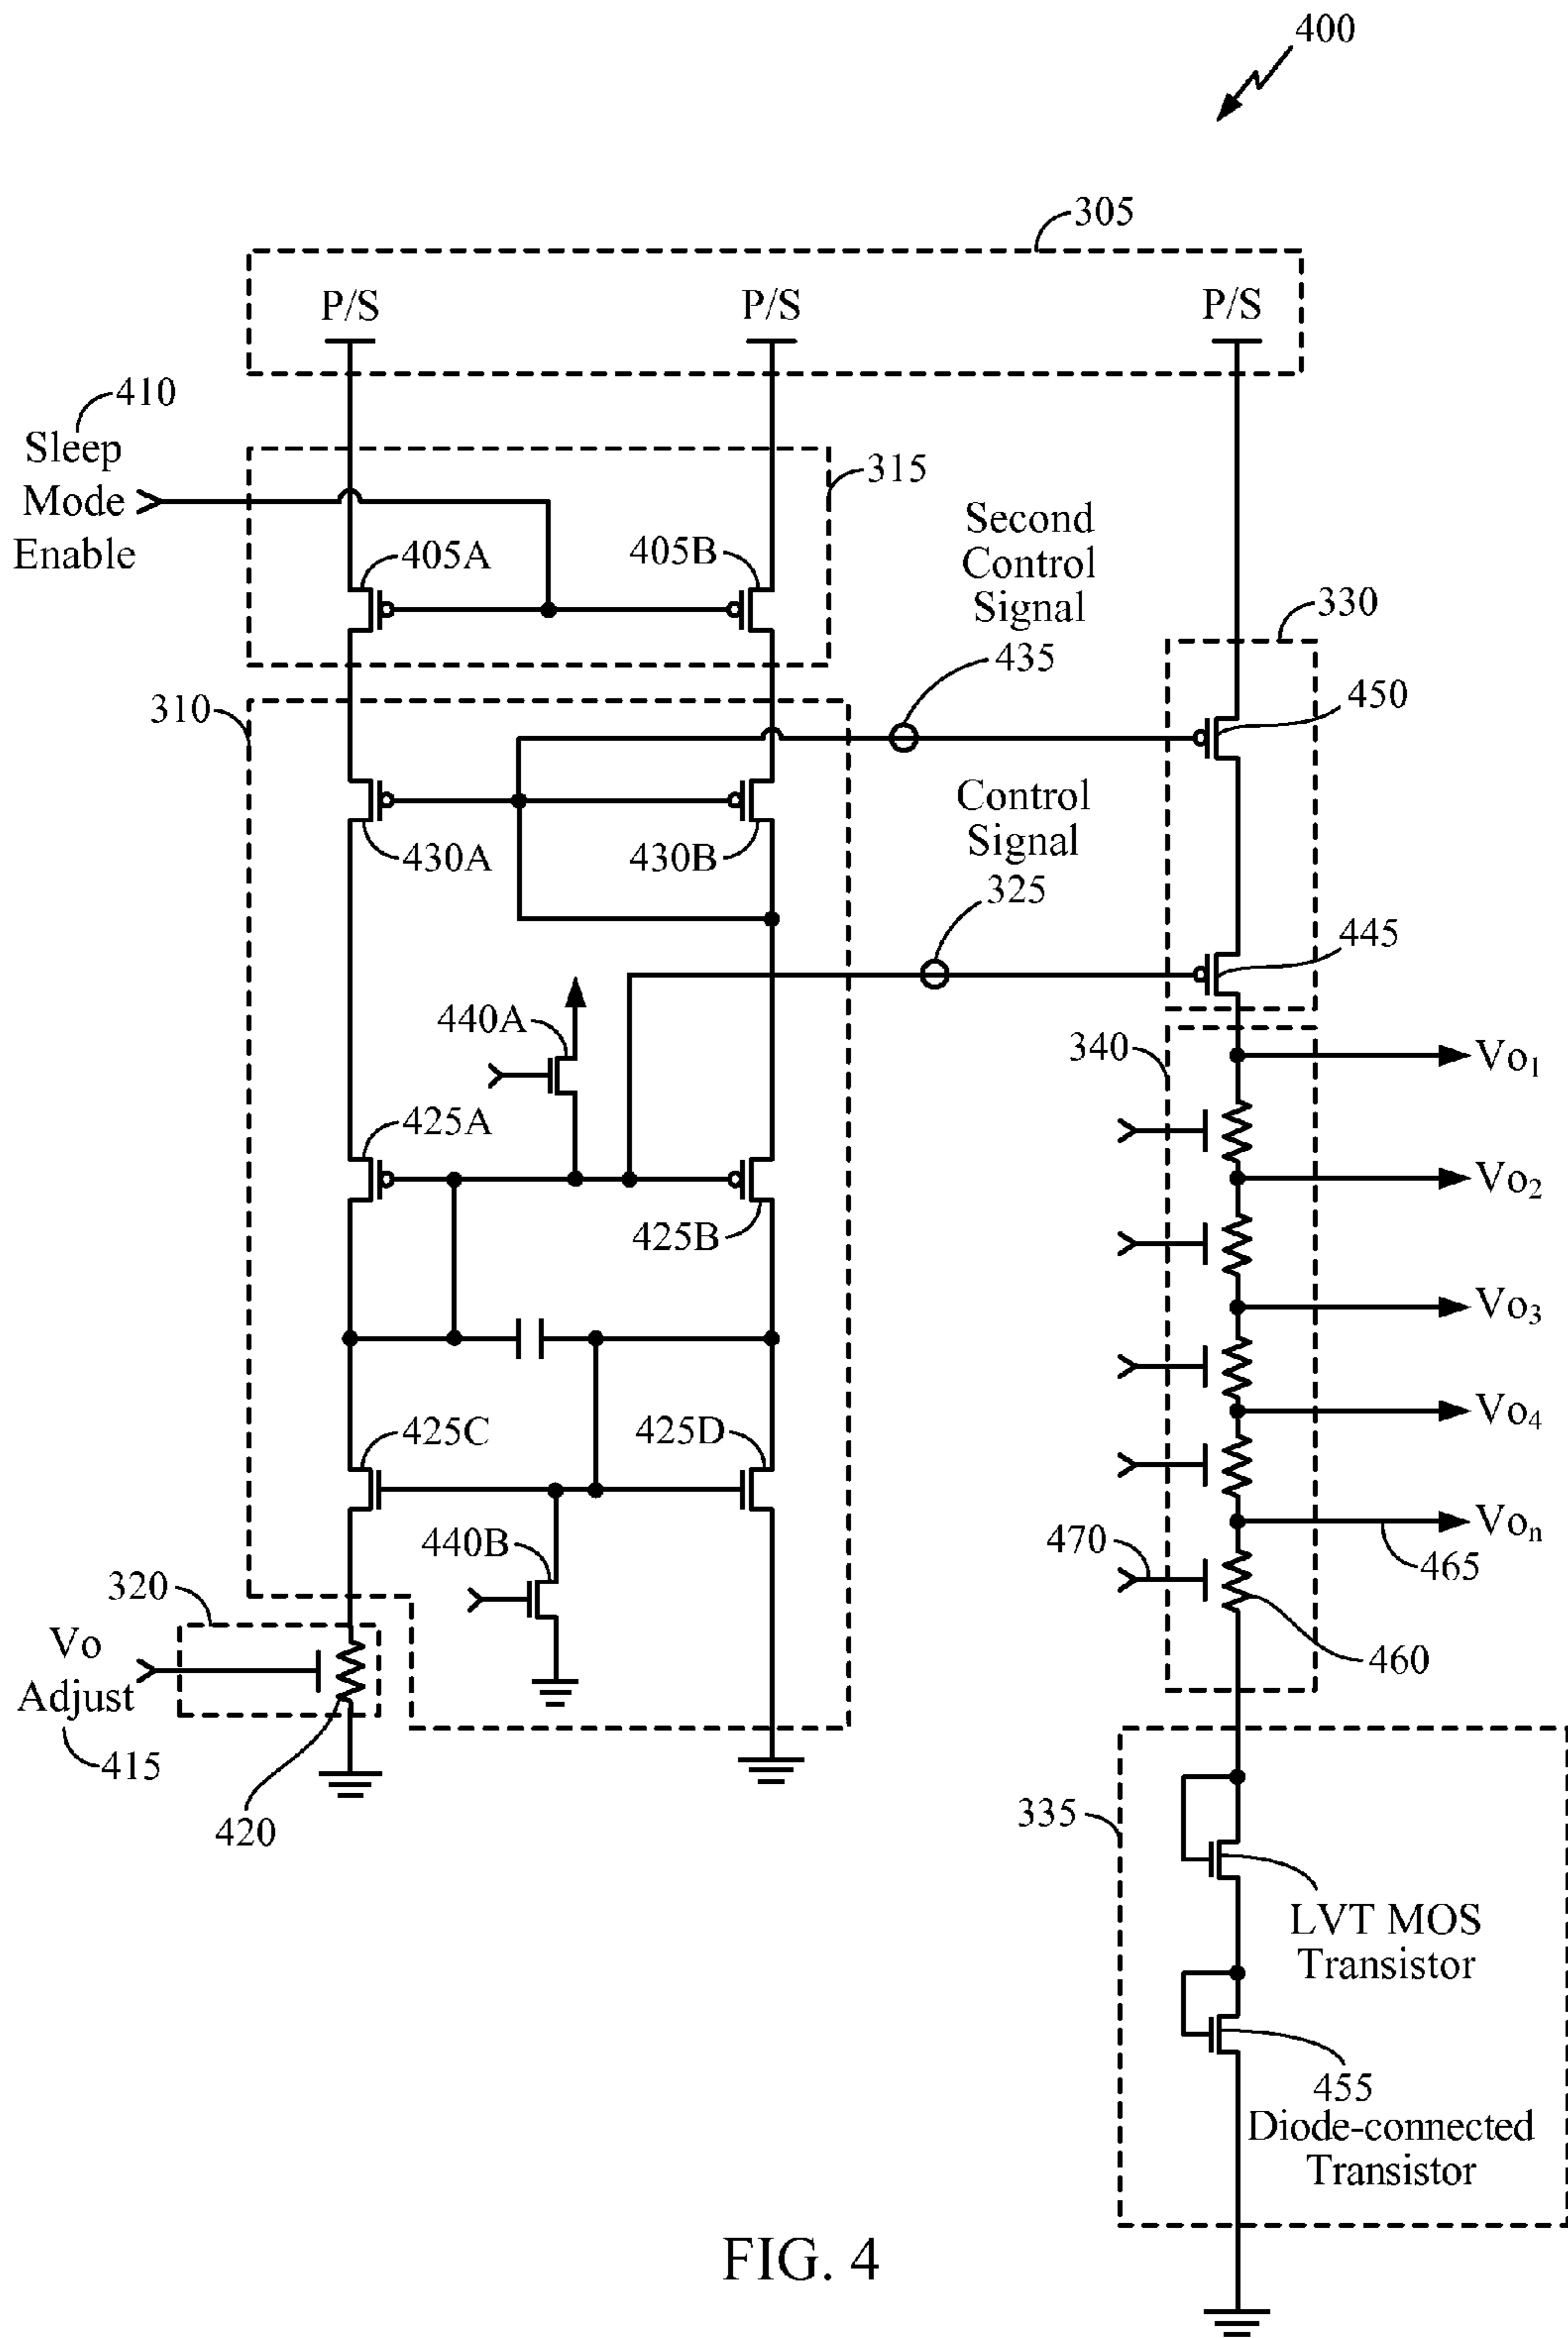 400
305
P/S P/S P/S
410
Sleep
Mode
Enable
315
405A 405B
Second
Control
Signal
435
330
310
450
430A 430B
Control
Signal
325
445
440A
340
Vo1
425A
Vo2
425B
Vo3
Vo4
425C 425D
Von
465
440B
470
320
460
Vo
Adjust
415
420
335
LVT MOS
Transistor
455
Diode-connected
Transistor
FIG. 4